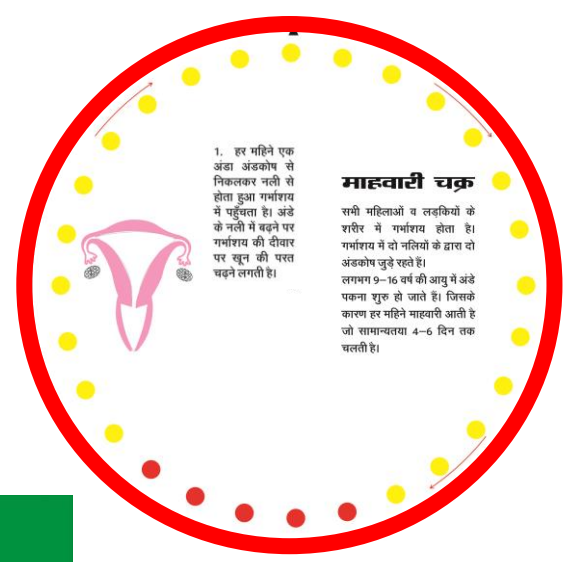 1. हर महिने एक
अंडा अंडकोष से
निकलकर नली से
होता हुआ गर्भाशय
में पहुँचता है। अंडे
के नली में बढ़ने पर
गर्भाशय की दीवार
पर खून की परत
चढ़ने लगती है।
माहवारी चक्र
सभी महिलाओं व लड़कियों के
शरीर में गर्भाशय होता है।
गर्भाशय में दो नलियों के द्वारा दो
अंडकोष जुड़े रहते हैं।
लगभग 9–16 वर्ष की आयु में अंडे
पकना शुरु हो जाते हैं। जिसके
कारण हर महिने माहवारी आती है
जो सामान्यतया 4–6 दिन तक
चलती है।